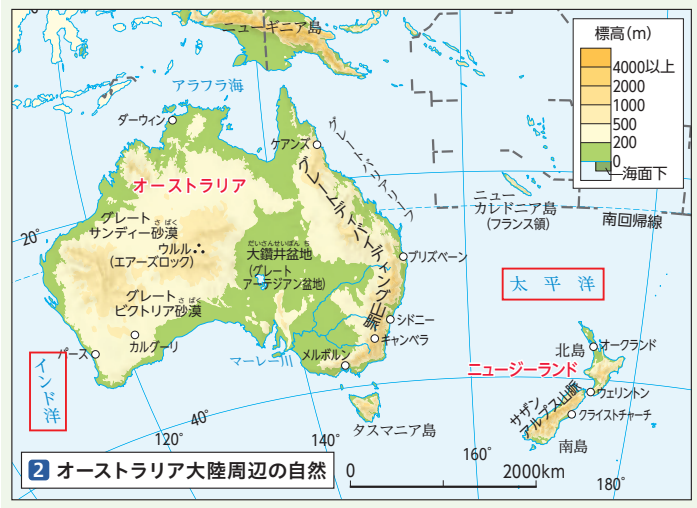 ニューギニア島
標高(m)
4000以上
2000
1000
500
200
0
海面下
アラフラ海
ダーウィン
ケアンズ
グレートバリアリーフ
オーストラリア
グレートディバイディング山脈
ニュー
カレドニア島
(フランス領)
南回帰線
グレート
サンディー砂漠
さばく
ウルル
(エアーズロック)
だいさんせいぼんち
大鑽井盆地
(グレート
アーテジアン盆地)
20°
ブリズベーン
太平洋
グレート
ビクトリア砂漠
さばく
シドニー
キャンベラ
パース
カルグーリ
マーレー川
メルボルン
インド洋
北島
オークランド
ニュージーランド
ウェリントン
サザン
アルプス山脈
クライストチャーチ
南島
タスマニア島
40°
120°
140°
160°
180°
2 オーストラリア大陸周辺の自然
0 2000km